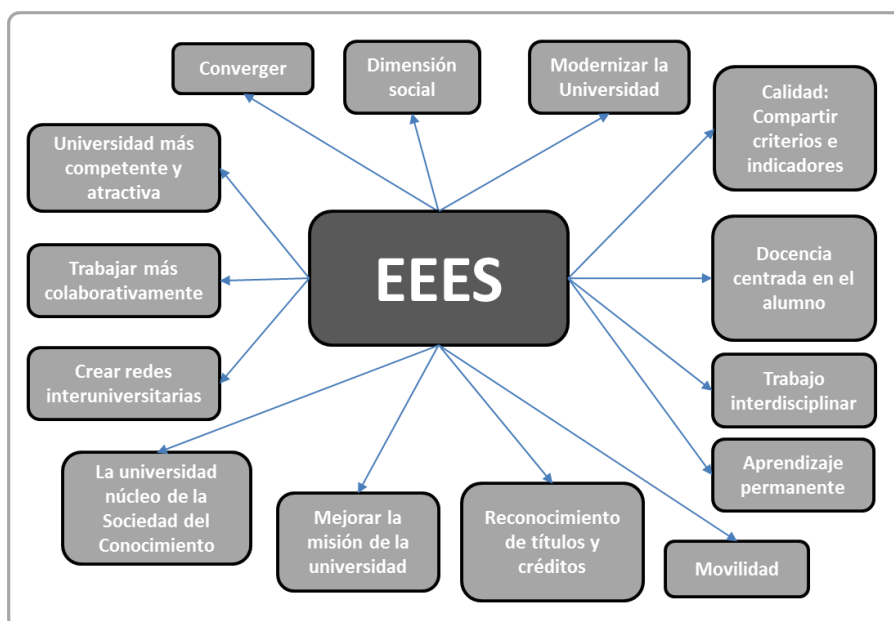 Converger
Dimensión
social
Modernizar la
Universidad
Calidad:
Compartir
criterios e
indicadores
Universidad más
competente y
atractiva
EEES
Docencia
centrada en el
alumno
Trabajar más
colaborativamente
Crear redes
interuniversitarias
Trabajo
interdisciplinar
Aprendizaje
permanente
La universidad
núcleo de la
Sociedad del
Conocimiento
Mejorar la
misión de la
universidad
Reconocimiento
de títulos y
créditos
Movilidad